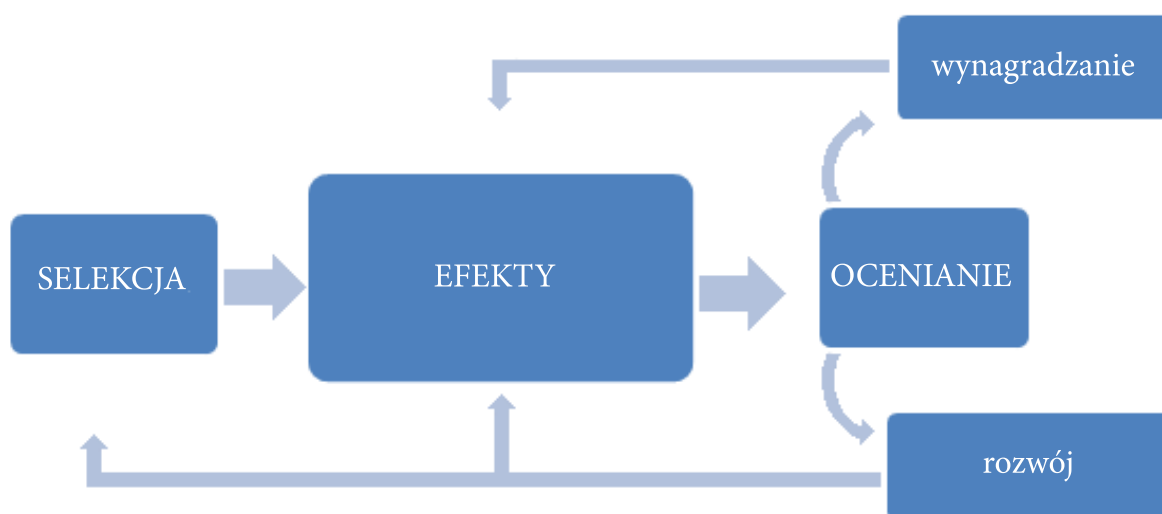 wynagradzanie
SELEKCJA
EFEKTY
OCENIANIE
rozwój